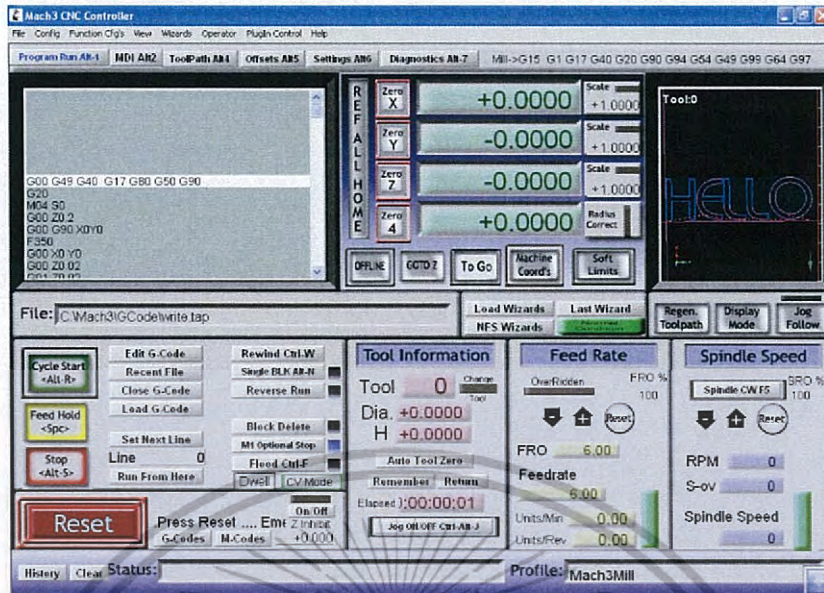 Mach3 CNC Controller
File Config Function Cfg's View Wizards Operator PlugIn Control Help
Program Run Alt-1 MDI Alt2 ToolPath Alt4 Offsets Alt5 Settings Alt6 Diagnostics Alt-7 Mill->G15 G1 G17 G40 G20 G90 G94 G54 G49 G99 G64 G97
G00 G49 G40 G17 G80 G50 G90
G20
M04 S0
G00 Z0.2
G00 G90 X0Y0
F350
G00 X0 Y0
G00 Z0.02
G01 Z0.02
REF ALL HOME
Zero X +0.0000 Scale +1.0000
Zero Y -0.0000 Scale +1.0000
Zero Z -0.0000 Scale +1.0000
Zero 4 +0.0000 Radius Correct
OFFLINE GOTO Z To Go Machine Coord's Soft Limits
Tool:0
HELLO
File: C:\Mach3\GCode\write.tap
Load Wizards Last Wizard
NFS Wizards
Regen. Toolpath Display Mode Jog Follow
Cycle Start <Alt-R>
Feed Hold <Spc>
Stop <Alt-S>
Edit G-Code
Recent File
Close G-Code
Load G-Code
Set Next Line
Line 0
Run From Here
Rewind Ctrl-W
Single BLK Alt-N
Reverse Run
Block Delete
M1 Optional Stop
Flood Ctrl-F
Dwell CV Mode
Reset
Press Reset .... Eme
G-Codes M-Codes
On/Off
Z Inhibit
+0.000
Tool Information
Tool 0 Change Tool
Dia. +0.0000
H +0.0000
Auto Tool Zero
Remember Return
Elapsed ):00:00:01
Jog ON/OFF Ctrl-Alt-J
Feed Rate
OverRidden FRO %
100
Reset
FRO 6.00
Feedrate
6.00
Units/Min 0.00
Units/Rev 0.00
Spindle Speed
Spindle CW F5 SRO %
100
Reset
RPM 0
S-ov 0
Spindle Speed
0
History Clear Status: Profile: Mach3Mill